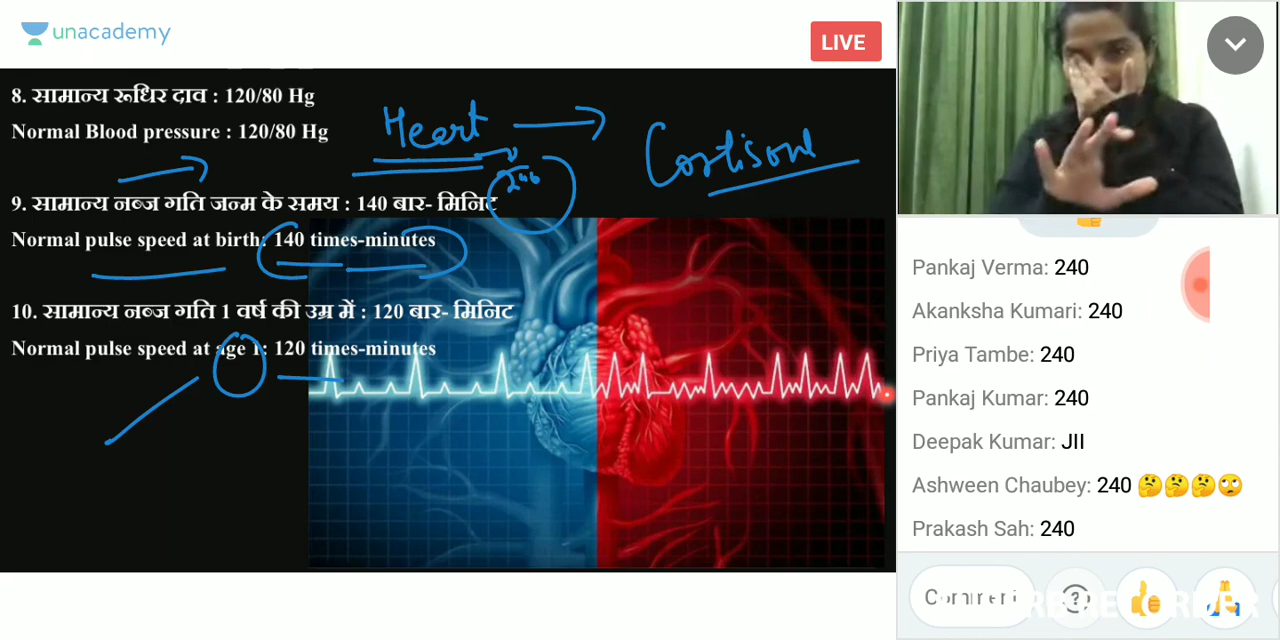 unacademy
LIVE
8. सामान्य रूधिर दाव : 120/80 Hg
Normal Blood pressure : 120/80 Hg
Heart
Cortisone
240
9. सामान्य नब्ज गति जन्म के समय : 140 बार- मिनिट
Normal pulse speed at birth: 140 times-minutes
10. सामान्य नब्ज गति 1 वर्ष की उम्र में : 120 बार- मिनिट
Normal pulse speed at age 1: 120 times-minutes
Pankaj Verma: 240
Akanksha Kumari: 240
Priya Tambe: 240
Pankaj Kumar: 240
Deepak Kumar: JII
Ashween Chaubey: 240 🤔🤔🤔🙄
Prakash Sah: 240